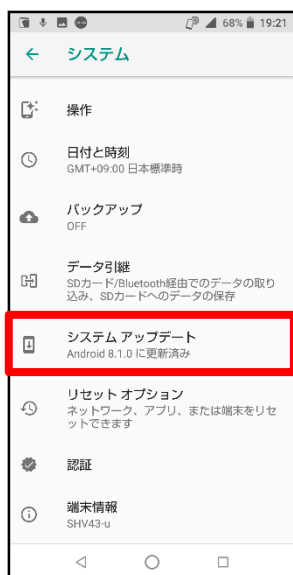 68% 19:21
システム
操作
日付と時刻
GMT+09:00 日本標準時
バックアップ
OFF
データ引継
SDカード/Bluetooth経由でのデータの取り
込み、SDカードへのデータの保存
システム アップデート
Android 8.1.0 に更新済み
リセット オプション
ネットワーク、アプリ、または端末をリセ
ットできます
認証
端末情報
SHV43-u